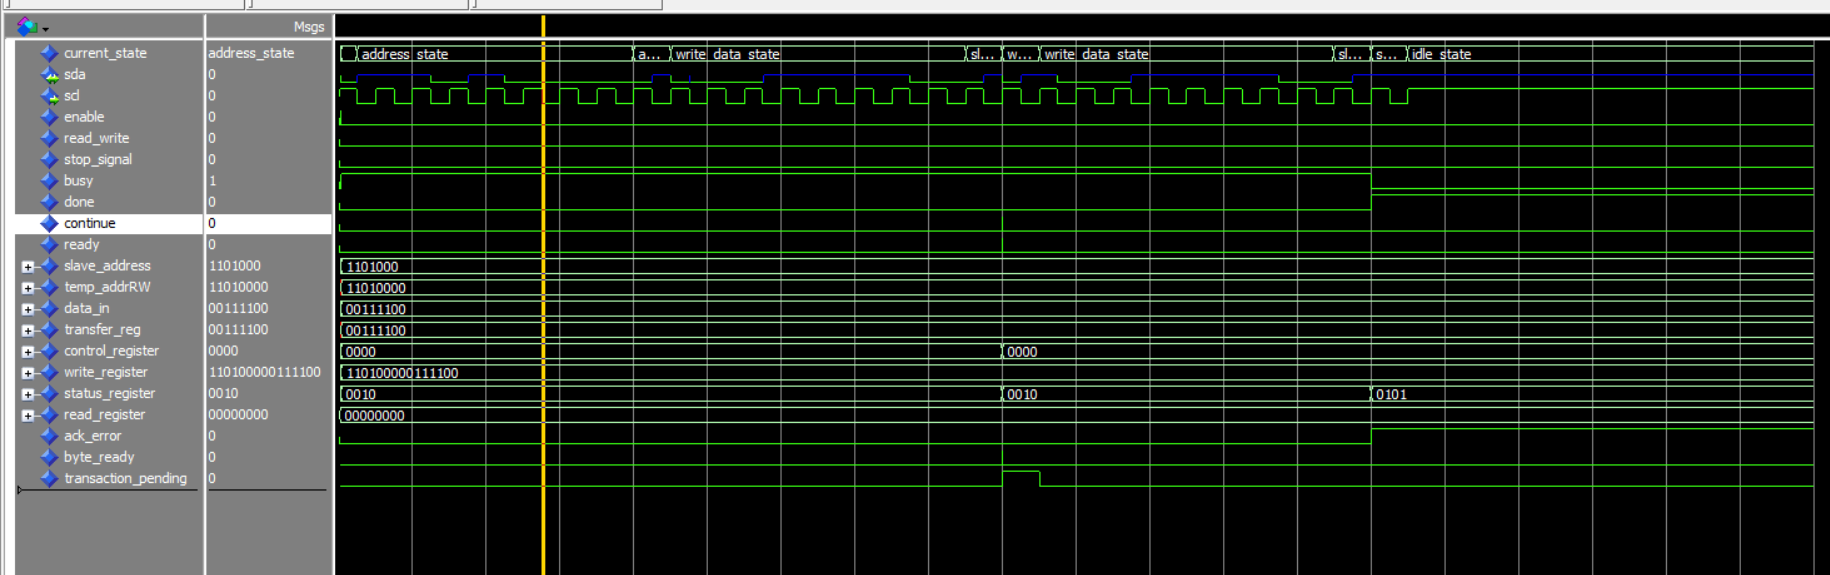 Msgs
current_state address_state address_state a... write_data_state sl... w... write_data_state sl... s... idle_state
sda 0
scl 0
enable 0
read_write 0
stop_signal 0
busy 1
done 0
continue 0
ready 0
slave_address 1101000 1101000
temp_addrRW 11010000 11010000
data_in 00111100 00111100
transfer_reg 00111100 00111100
control_register 0000 0000 0000
write_register 110100000111100 110100000111100
status_register 0010 0010 0010 0101
read_register 00000000 00000000
ack_error 0
byte_ready 0
transaction_pending 0